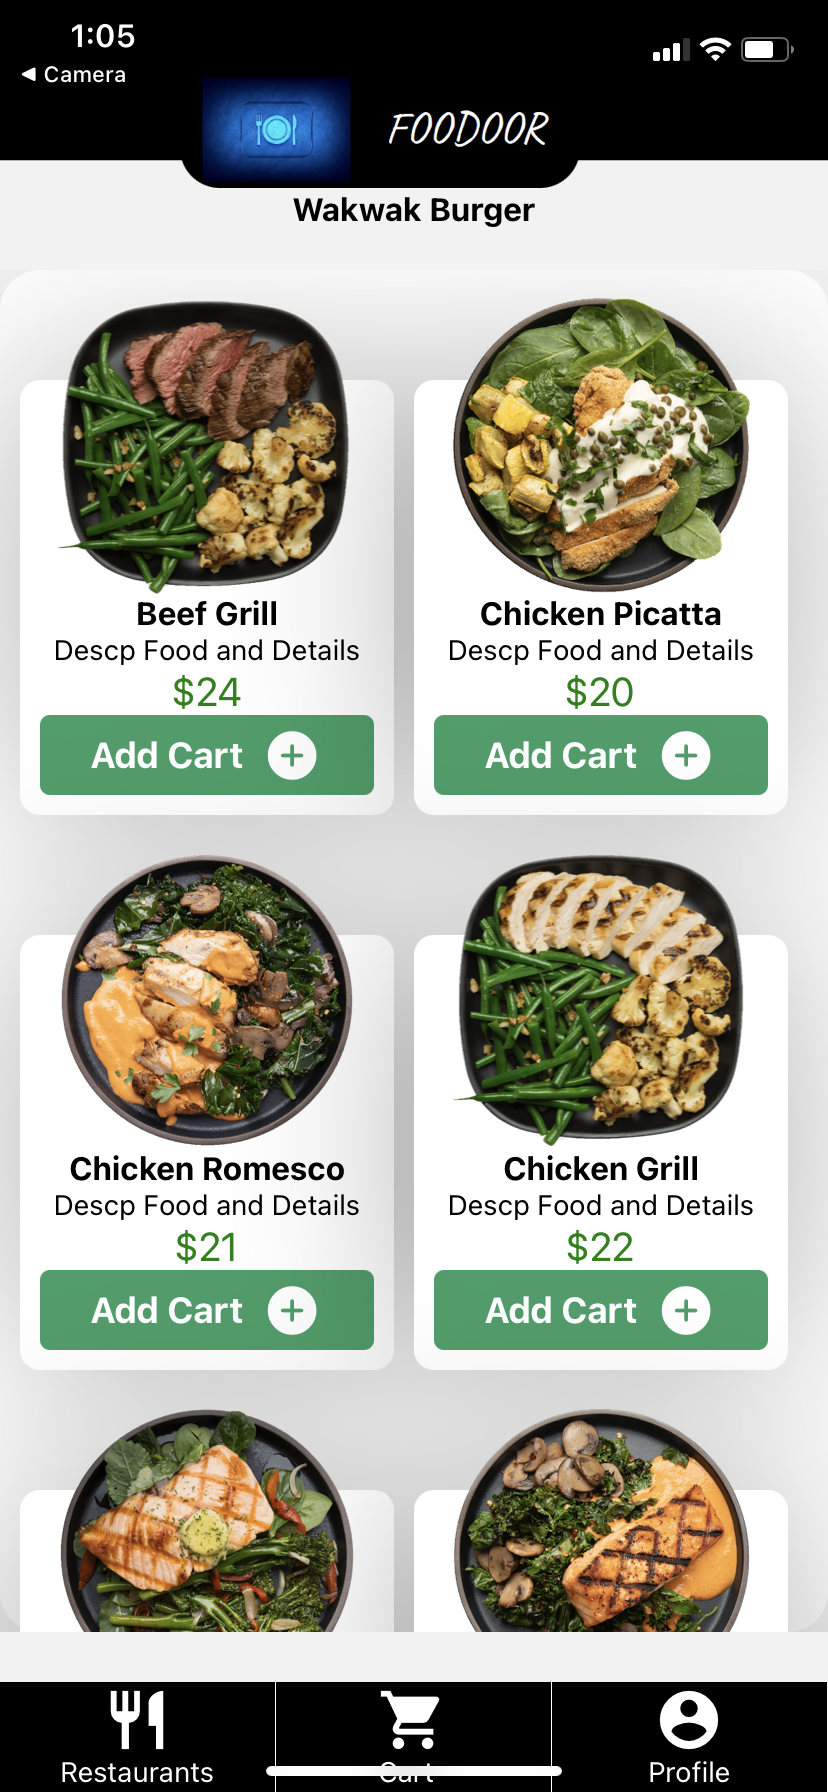 1:05
◀ Camera
FOODOOR
Wakwak Burger
Beef Grill
Descp Food and Details
$24
Add Cart
Chicken Picatta
Descp Food and Details
$20
Add Cart
Chicken Romesco
Descp Food and Details
$21
Add Cart
Chicken Grill
Descp Food and Details
$22
Add Cart
Restaurants
Cart
Profile